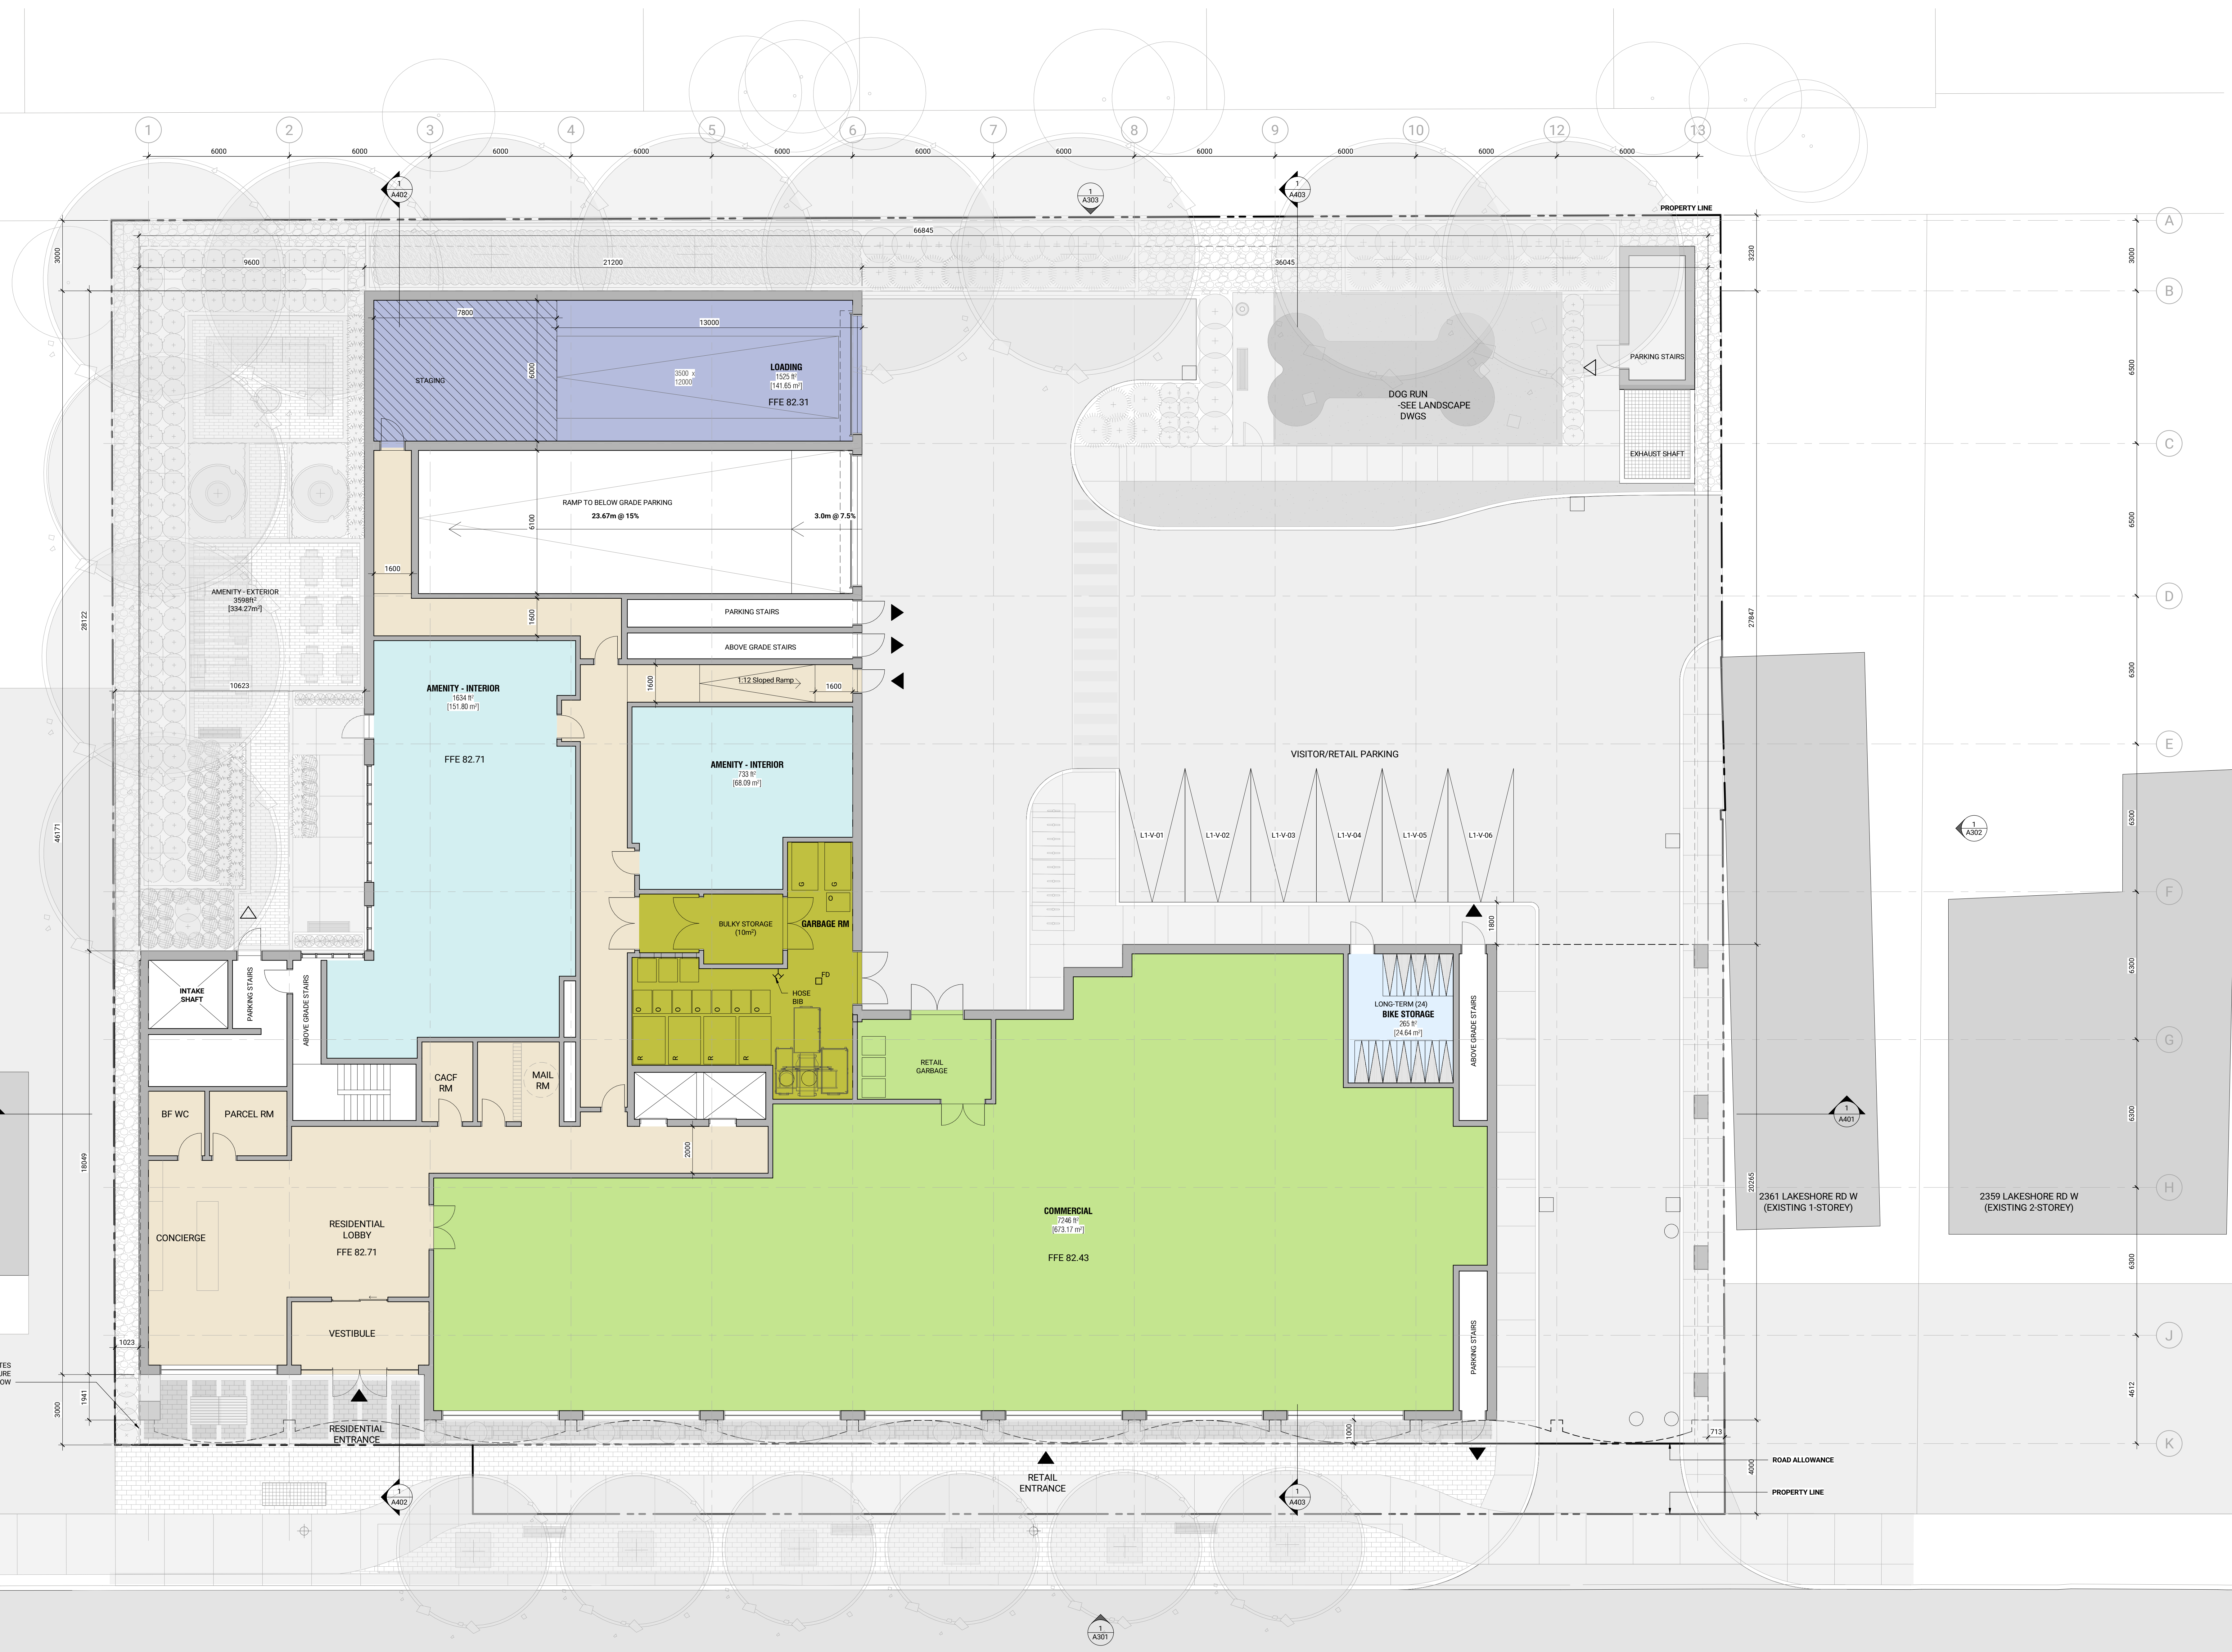 1
2
3
4
5
6
7
8
9
10
12
13
6000
6000
6000
6000
6000
6000
6000
6000
6000
6000
6000
1
A402
1
A303
1
A403
PROPERTY LINE
A
66845
9600
21200
36045
3000
3230
3000
B
7800
13000
6000
STAGING
3500 x
12000
LOADING
1525 ft²
[141.65 m²]
FFE 82.31
PARKING STAIRS
DOG RUN
-SEE LANDSCAPE
DWGS
6500
C
EXHAUST SHAFT
RAMP TO BELOW GRADE PARKING
23.67m @ 15%
3.0m @ 7.5%
6100
6500
1600
AMENITY - EXTERIOR
3598ft²
[334.27m²]
D
28122
27847
1600
PARKING STAIRS
ABOVE GRADE STAIRS
1:12 Sloped Ramp
1600
1600
6300
10623
AMENITY - INTERIOR
1634 ft²
[151.80 m²]
FFE 82.71
E
AMENITY - INTERIOR
733 ft²
[68.09 m²]
VISITOR/RETAIL PARKING
46171
L1-V-01
L1-V-02
L1-V-03
L1-V-04
L1-V-05
L1-V-06
6300
1
A302
G
G
O
F
BULKY STORAGE
(10m²)
GARBAGE RM
1800
INTAKE
SHAFT
PARKING STAIRS
ABOVE GRADE STAIRS
FD
HOSE
BIB
O
O
O
O
O
O
O
R
R
R
R
LONG-TERM (24)
BIKE STORAGE
265 ft²
[24.64 m²]
ABOVE GRADE STAIRS
6300
G
RETAIL
GARBAGE
CACF
RM
MAIL
RM
BF WC
PARCEL RM
1
A401
6300
2000
18049
20265
H
COMMERCIAL
7246 ft²
[673.17 m²]
FFE 82.43
2361 LAKESHORE RD W
(EXISTING 1-STOREY)
2359 LAKESHORE RD W
(EXISTING 2-STOREY)
CONCIERGE
RESIDENTIAL
LOBBY
FFE 82.71
6300
VESTIBULE
J
1023
PARKING STAIRS
TES
URE
OW
1941
3000
4612
RESIDENTIAL
ENTRANCE
1000
713
K
ROAD ALLOWANCE
4000
RETAIL
ENTRANCE
PROPERTY LINE
1
A402
1
A403
1
A301